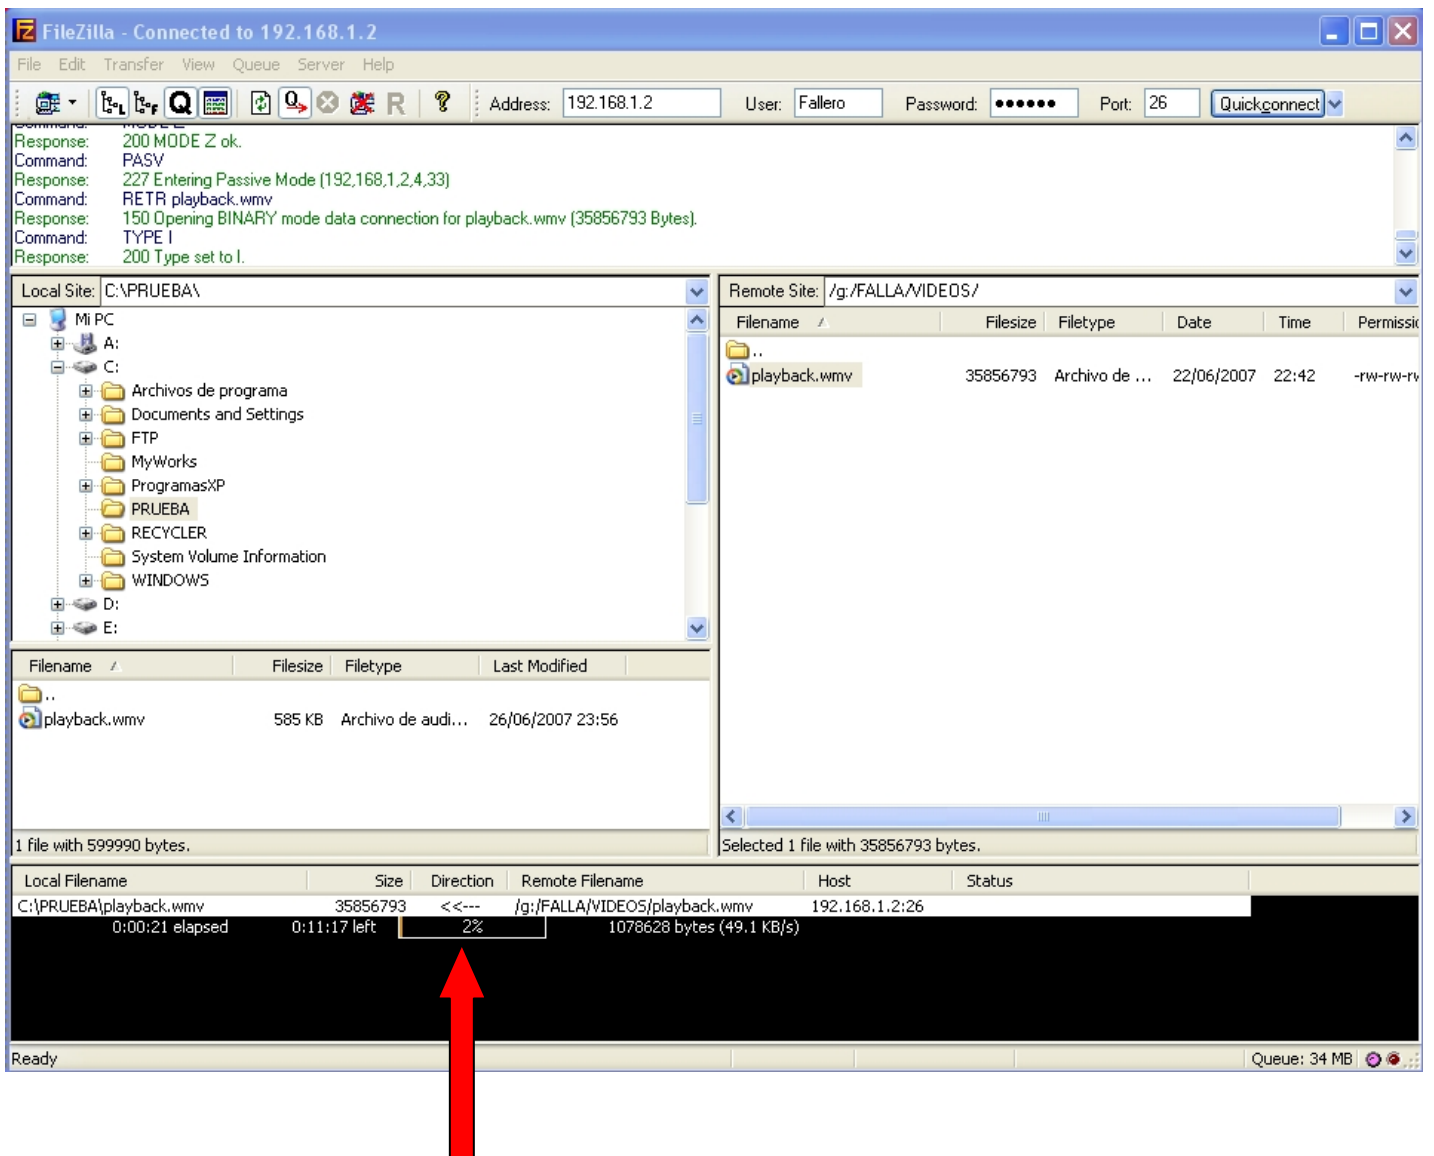 FileZilla - Connected to 192.168.1.2
File Edit Transfer View Queue Server Help
Address: 192.168.1.2 User: Fallero Password: ●●●●●● Port: 26 Quickconnect
Command: MODE Z
Response: 200 MODE Z ok.
Command: PASV
Response: 227 Entering Passive Mode (192,168,1,2,4,33)
Command: RETR playback.wmv
Response: 150 Opening BINARY mode data connection for playback.wmv (35856793 Bytes).
Command: TYPE I
Response: 200 Type set to I.
Local Site: C:\PRUEBA\
Mi PC
A:
C:
Archivos de programa
Documents and Settings
FTP
MyWorks
ProgramasXP
PRUEBA
RECYCLER
System Volume Information
WINDOWS
D:
E:
Filename Filesize Filetype Last Modified
..
playback.wmv 585 KB Archivo de audi... 26/06/2007 23:56
1 file with 599990 bytes.
Remote Site: /g:/FALLA/VIDEOS/
Filename Filesize Filetype Date Time Permissio
..
playback.wmv 35856793 Archivo de ... 22/06/2007 22:42 -rw-rw-rw
Selected 1 file with 35856793 bytes.
Local Filename Size Direction Remote Filename Host Status
C:\PRUEBA\playback.wmv 35856793 <<--- /g:/FALLA/VIDEOS/playback.wmv 192.168.1.2:26
0:00:21 elapsed 0:11:17 left 2% 1078628 bytes (49.1 KB/s)
Ready Queue: 34 MB